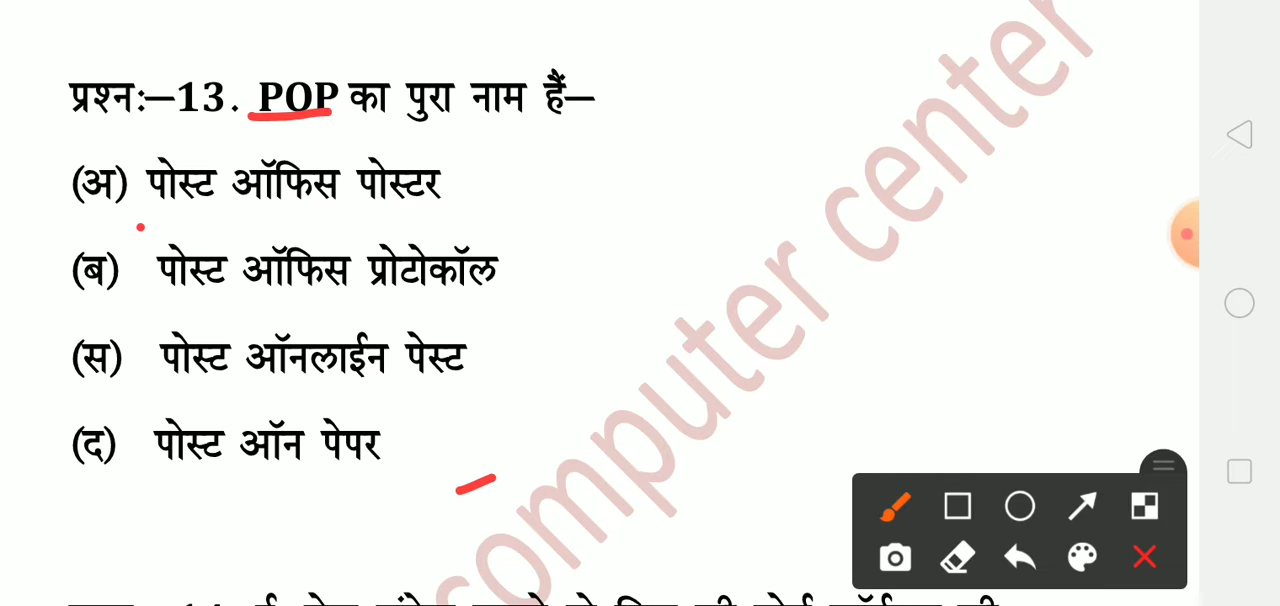 प्रश्नः–13. POP का पुरा नाम हैं–
(अ) पोस्ट ऑफिस पोस्टर
(ब) पोस्ट ऑफिस प्रोटोकॉल
(स) पोस्ट ऑनलाईन पेस्ट
(द) पोस्ट ऑन पेपर
computer center